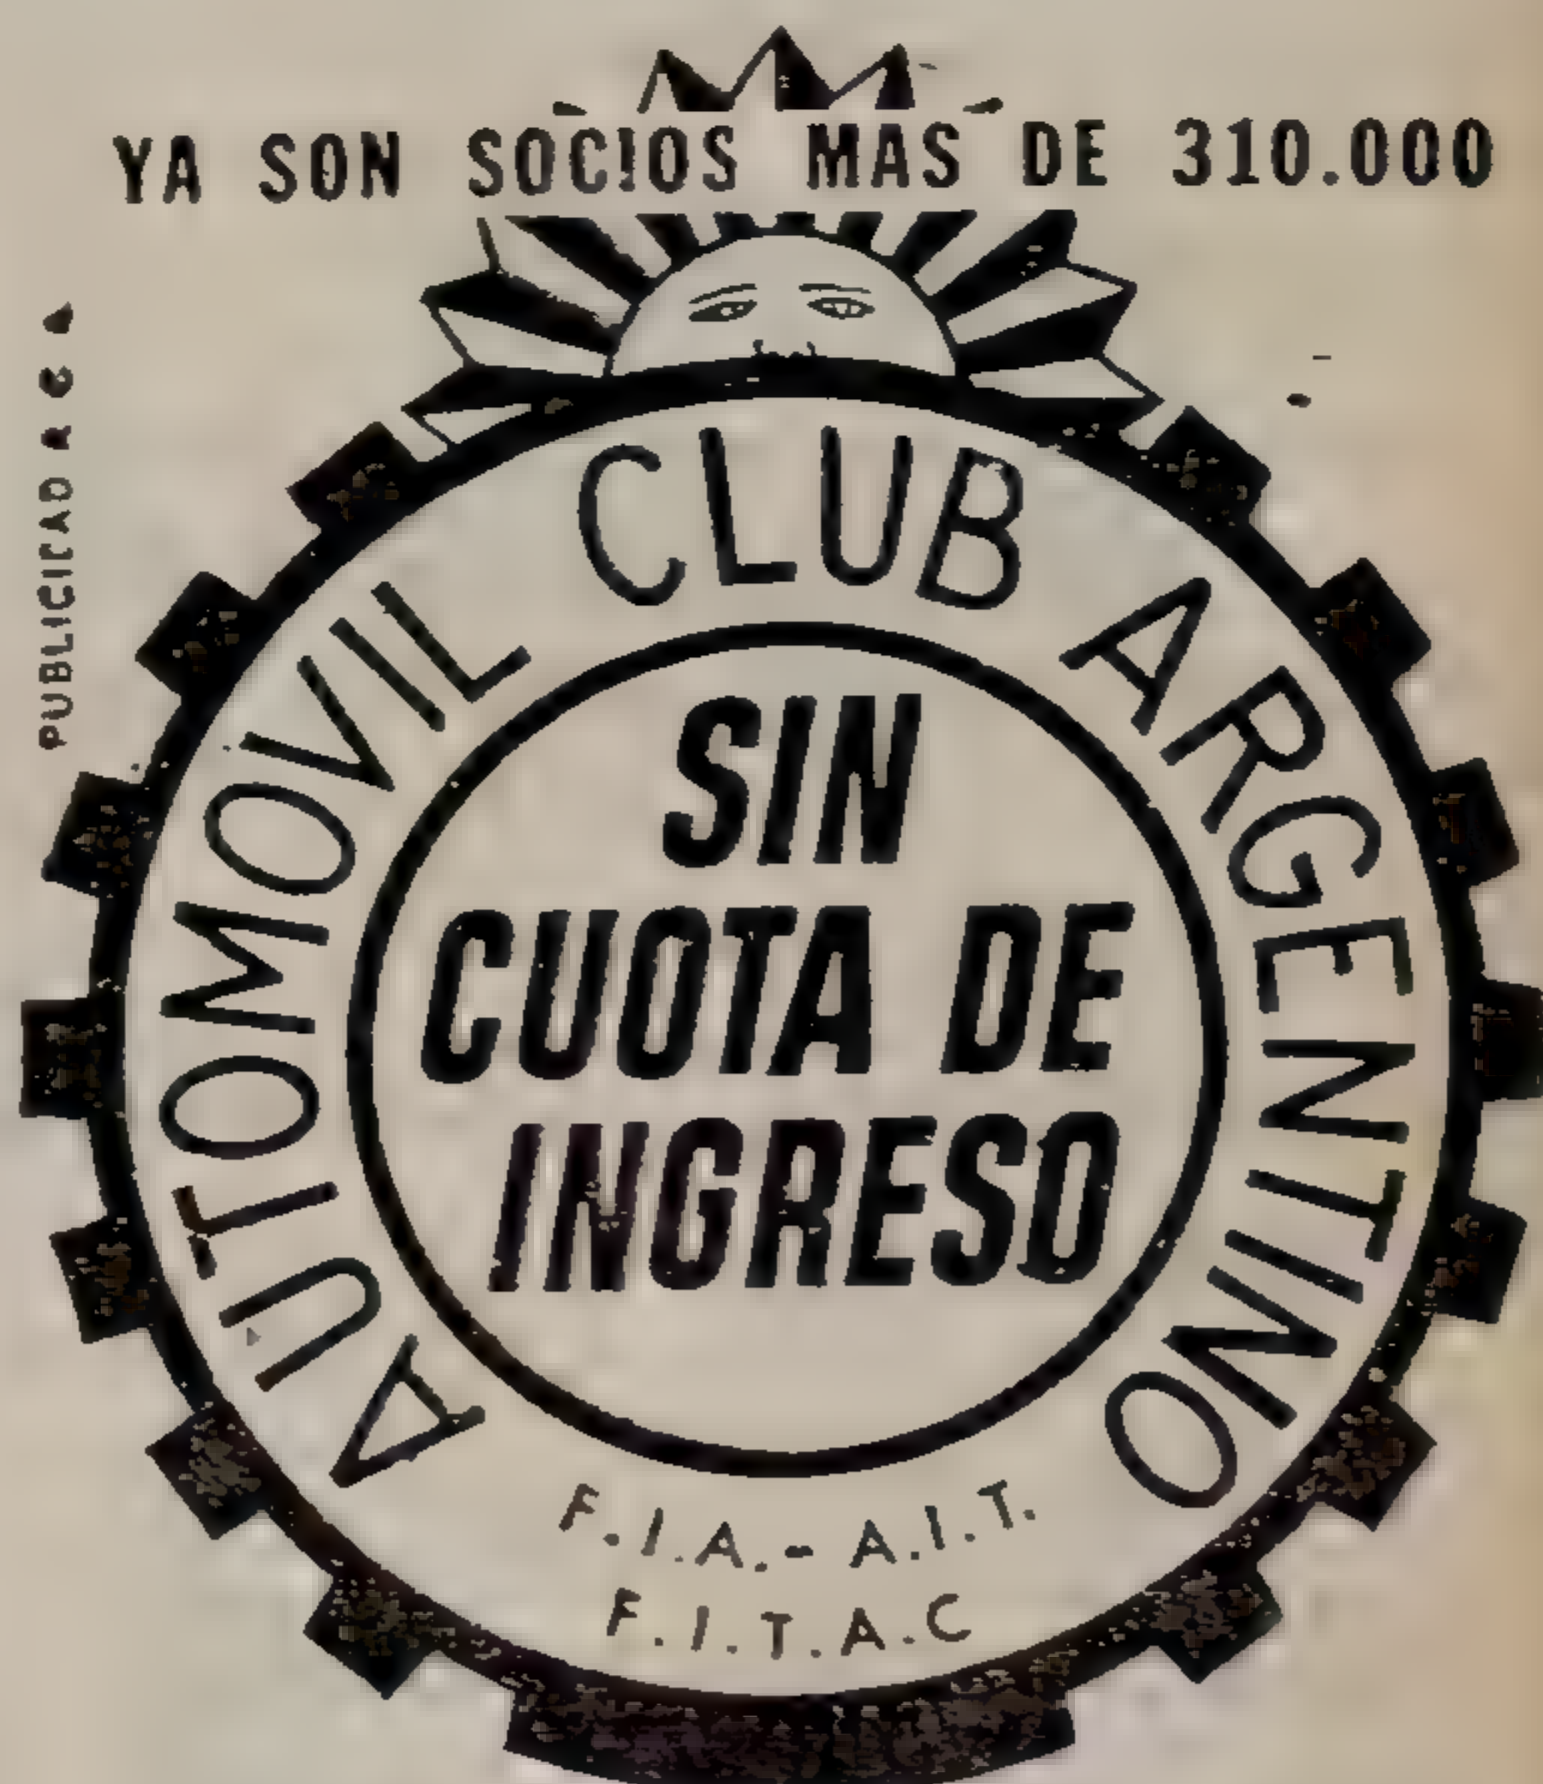 YA SON SOCIOS MAS DE 310.000
PUBLICIDAD A C A
AUTOMOVIL CLUB ARGENTINO
SIN
CUOTA DE
INGRESO
F.I.A.- A.I.T.
F.I.T.A.C